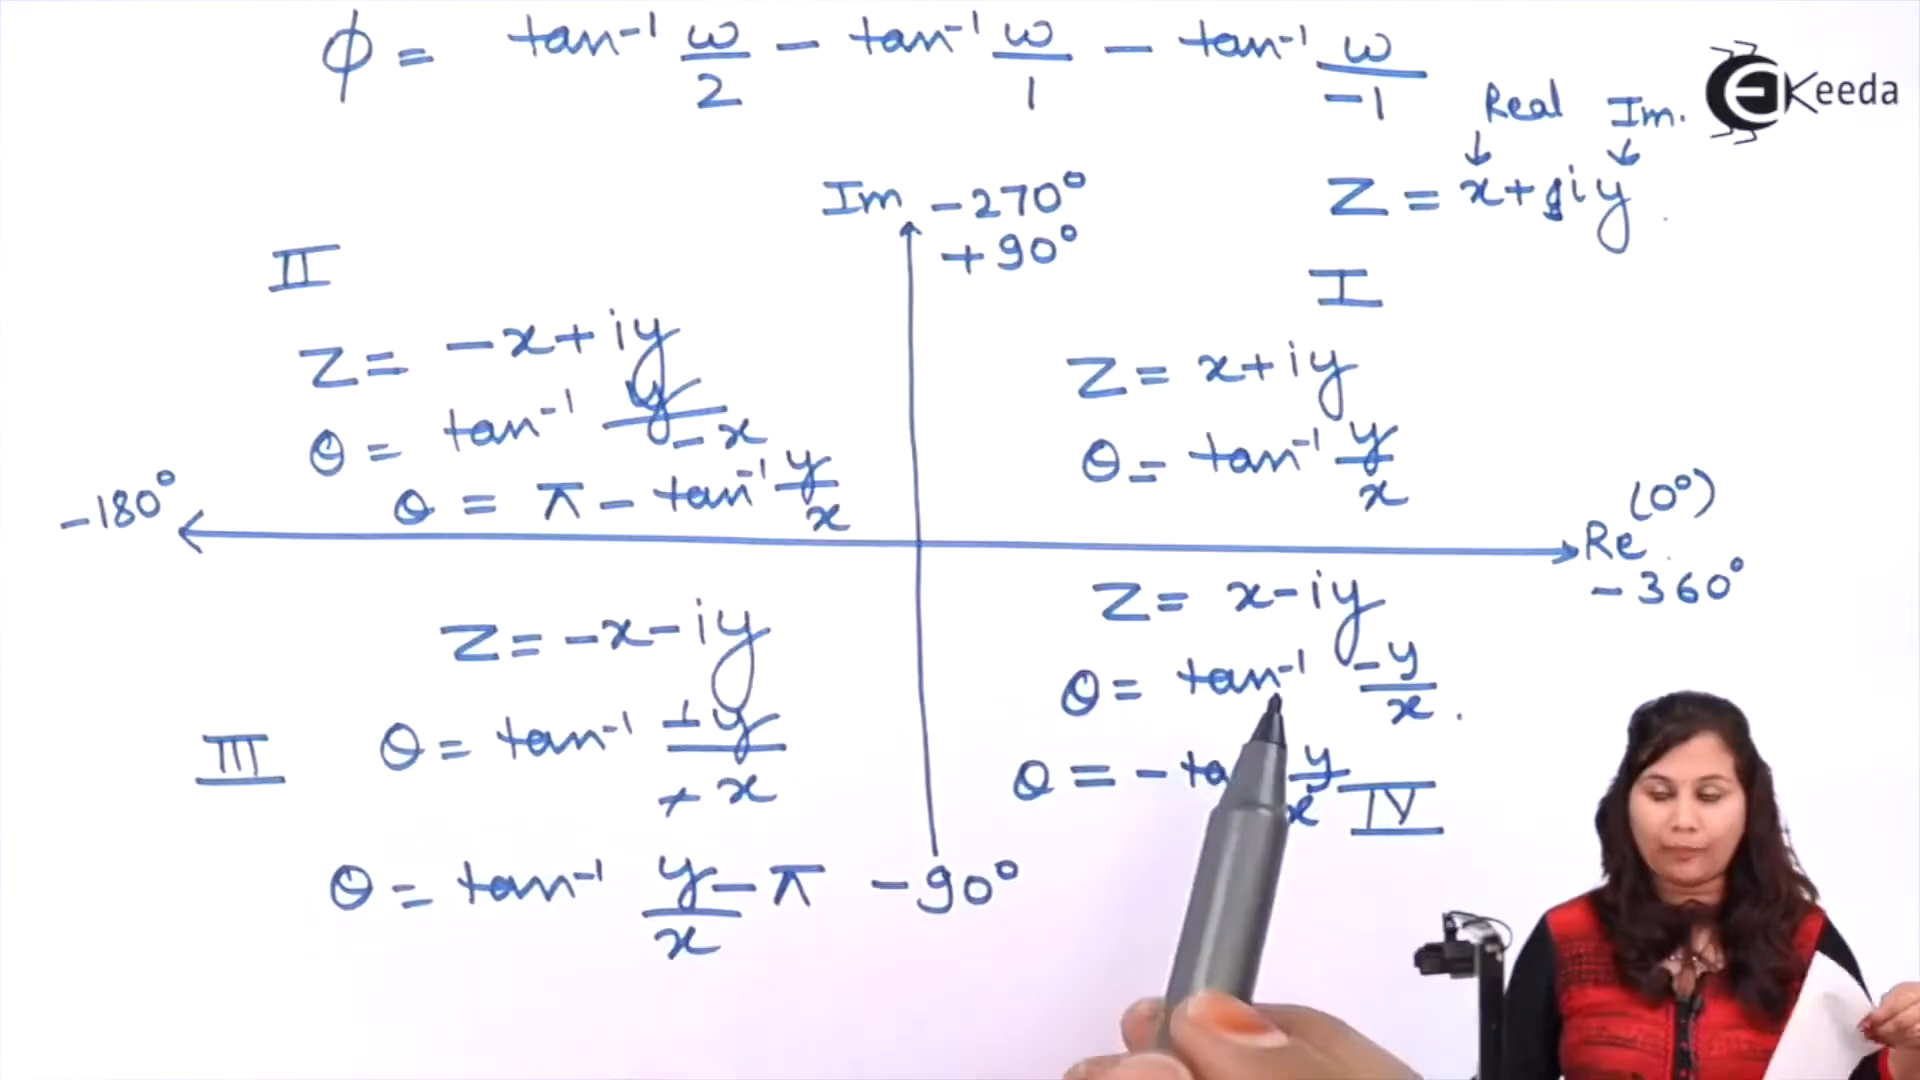 ϕ = tan⁻¹ ω/2 − tan⁻¹ ω/1 − tan⁻¹ ω/−1
Keeda
Real Im.
↓ ↓
Z = x + iy
Im −270°
+90°
II
Z = −x + iy
θ = tan⁻¹ y/−x
θ = π − tan⁻¹ y/x
I
Z = x + iy
θ = tan⁻¹ y/x
−180°
(0°)
Re
−360°
Z = −x − iy
III
θ = tan⁻¹ −y/−x
θ = tan⁻¹ y/x − π
−90°
Z = x − iy
θ = tan⁻¹ −y/x.
θ = − y/x
IV